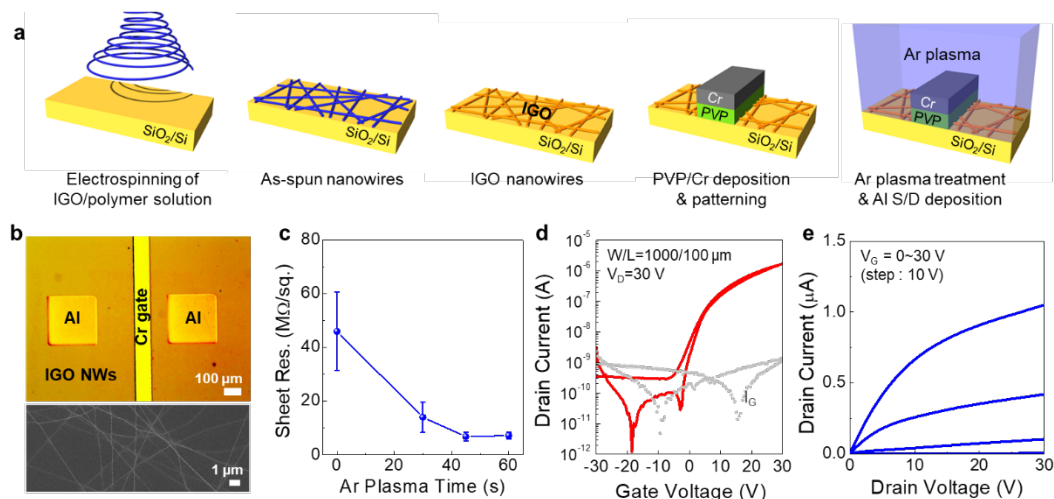 a
SiO₂/Si
Electrospinning of
IGO/polymer solution
SiO₂/Si
As-spun nanowires
IGO
SiO₂/Si
IGO nanowires
Cr
PVP
SiO₂/Si
PVP/Cr deposition
& patterning
Ar plasma
Cr
PVP
SiO₂/Si
Ar plasma treatment
& Al S/D deposition
b
Al
Cr gate
Al
IGO NWs
100 µm
1 µm
c
Sheet Res. (MΩ/sq.)
80
60
40
20
0
0 20 40 60
Ar Plasma Time (s)
d
Drain Current (A)
10⁻⁵
10⁻⁶
10⁻⁷
10⁻⁸
10⁻⁹
10⁻¹⁰
10⁻¹¹
10⁻¹²
W/L=1000/100 µm
V_D=30 V
I_G
-30 -20 -10 0 10 20 30
Gate Voltage (V)
e
Drain Current (µA)
1.5
1.0
0.5
0.0
V_G = 0~30 V
(step : 10 V)
0 10 20 30
Drain Voltage (V)